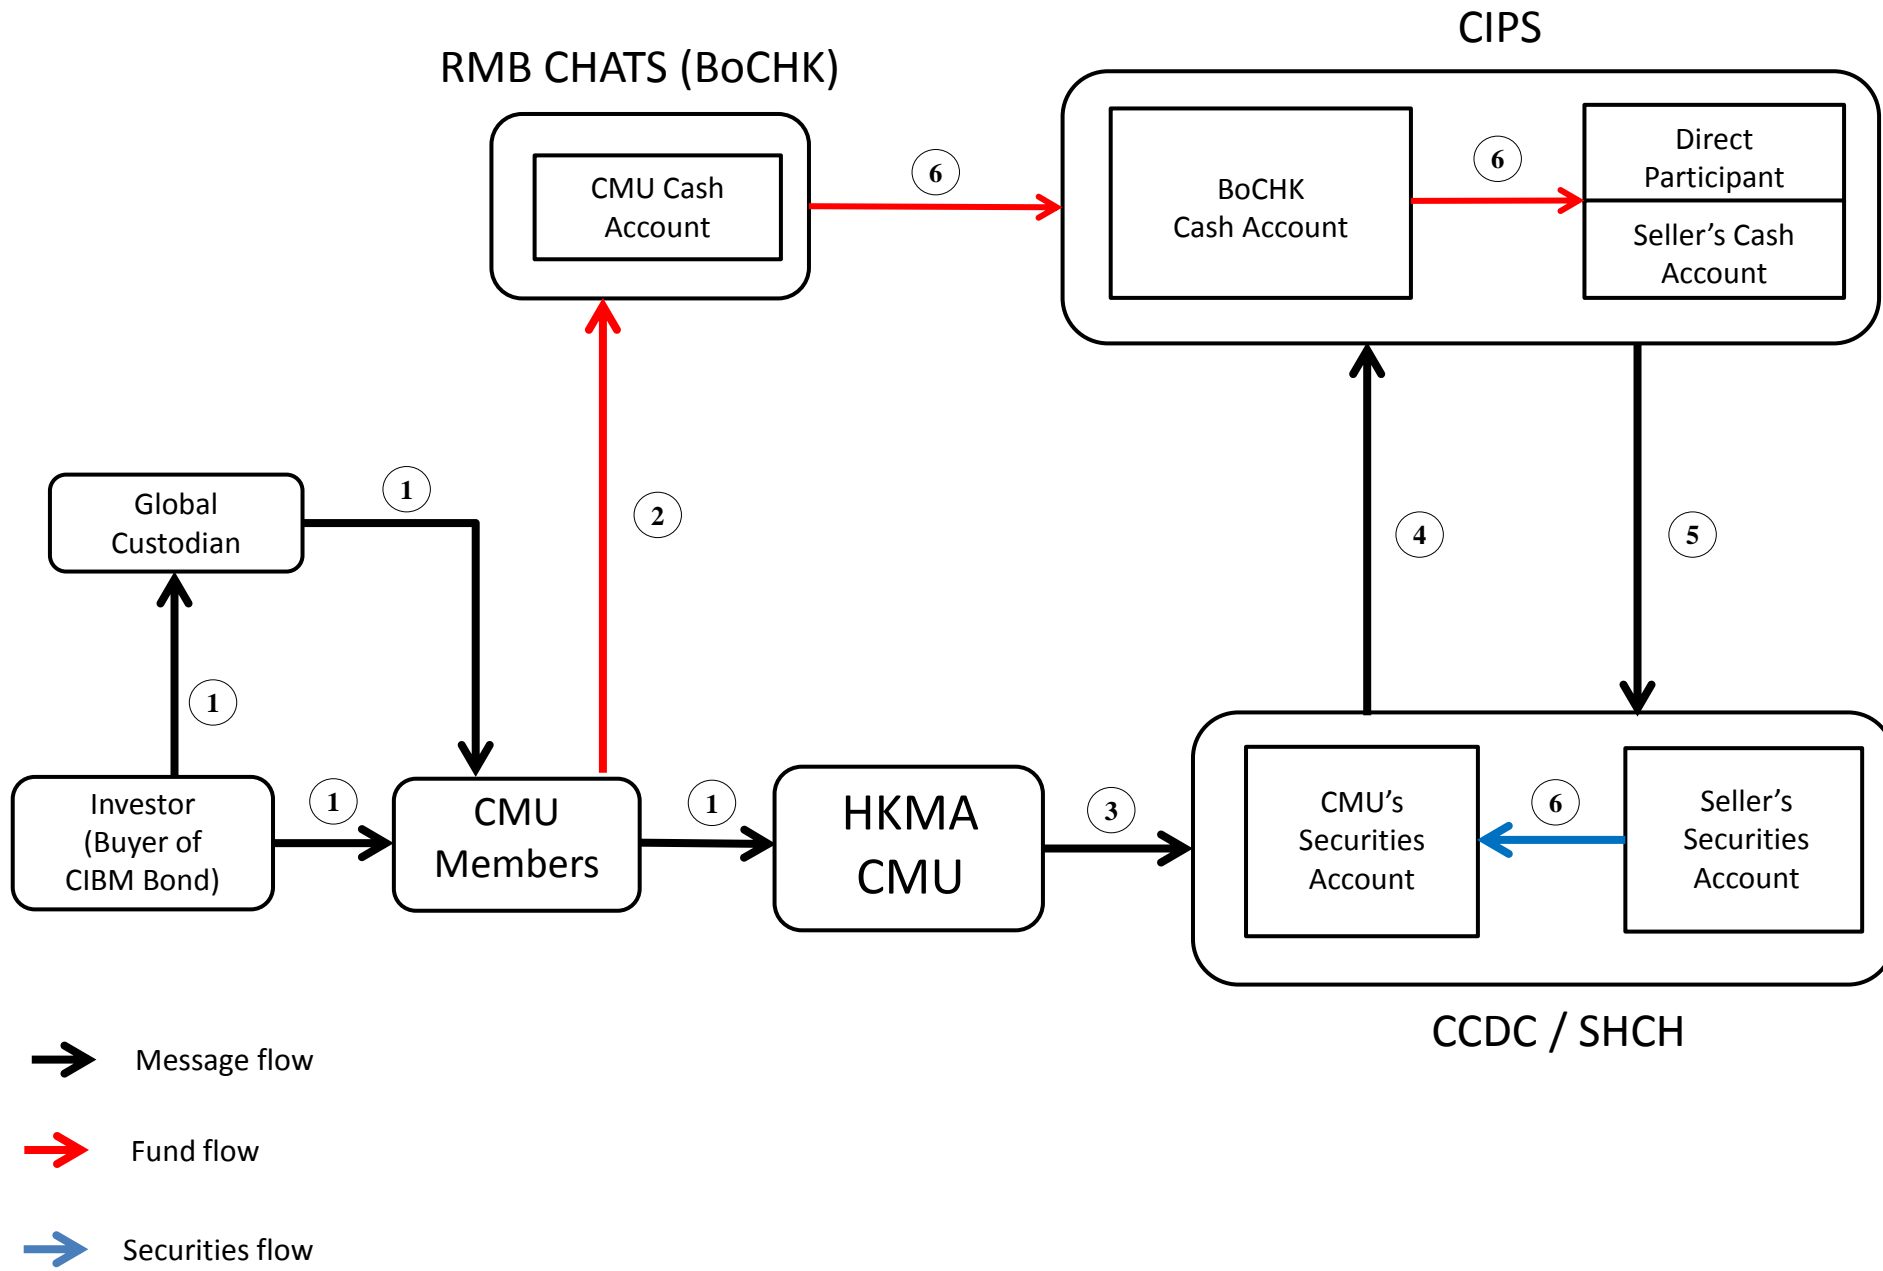 CIPS
RMB CHATS (BoCHK)
CMU Cash
Account
6
BoCHK
Cash Account
6
Direct
Participant
Seller’s Cash
Account
Global
Custodian
1
2
4
5
1
Investor
(Buyer of
CIBM Bond)
1
CMU
Members
1
HKMA
CMU
3
CMU’s
Securities
Account
6
Seller’s
Securities
Account
CCDC / SHCH
Message flow
Fund flow
Securities flow